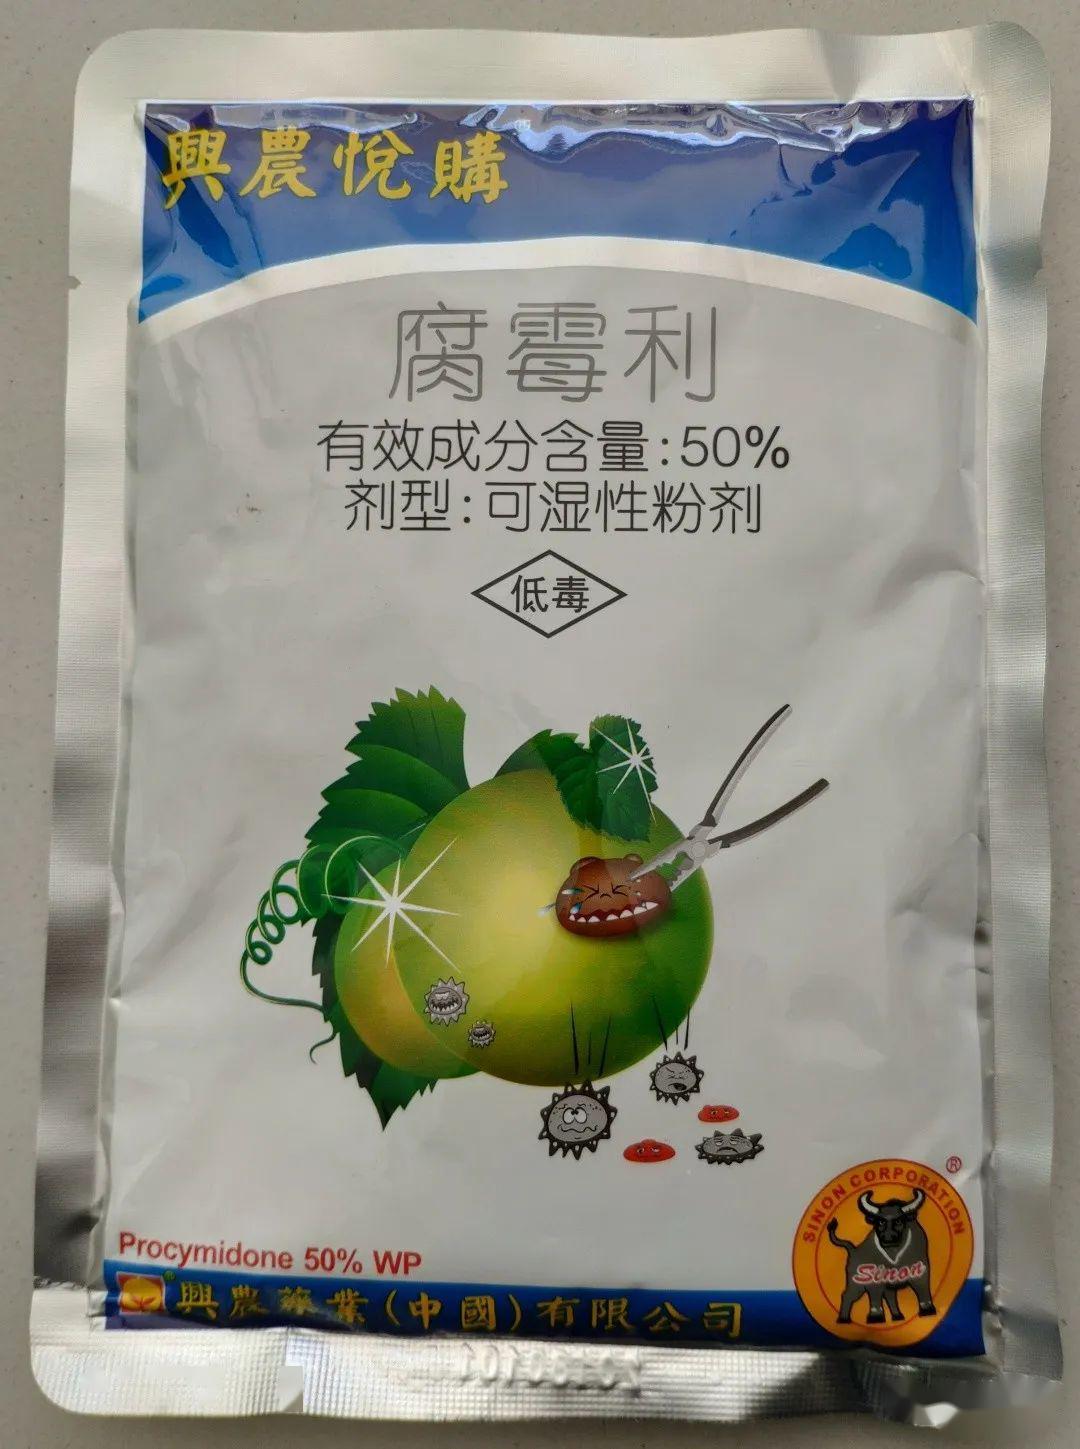 興農悅購
腐霉利
有效成分含量:50%
剂型:可湿性粉剂
低毒
Procymidone 50% WP
®
興農藥業(中國)有限公司
SINON CORPORATION
®
Sinon